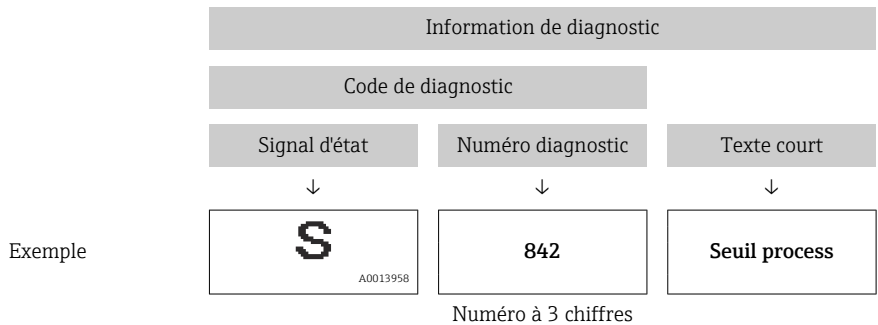 Information de diagnostic
Code de diagnostic
Signal d'état Numéro diagnostic Texte court
↓ ↓ ↓
Exemple S 842 Seuil process
A0013958
Numéro à 3 chiffres